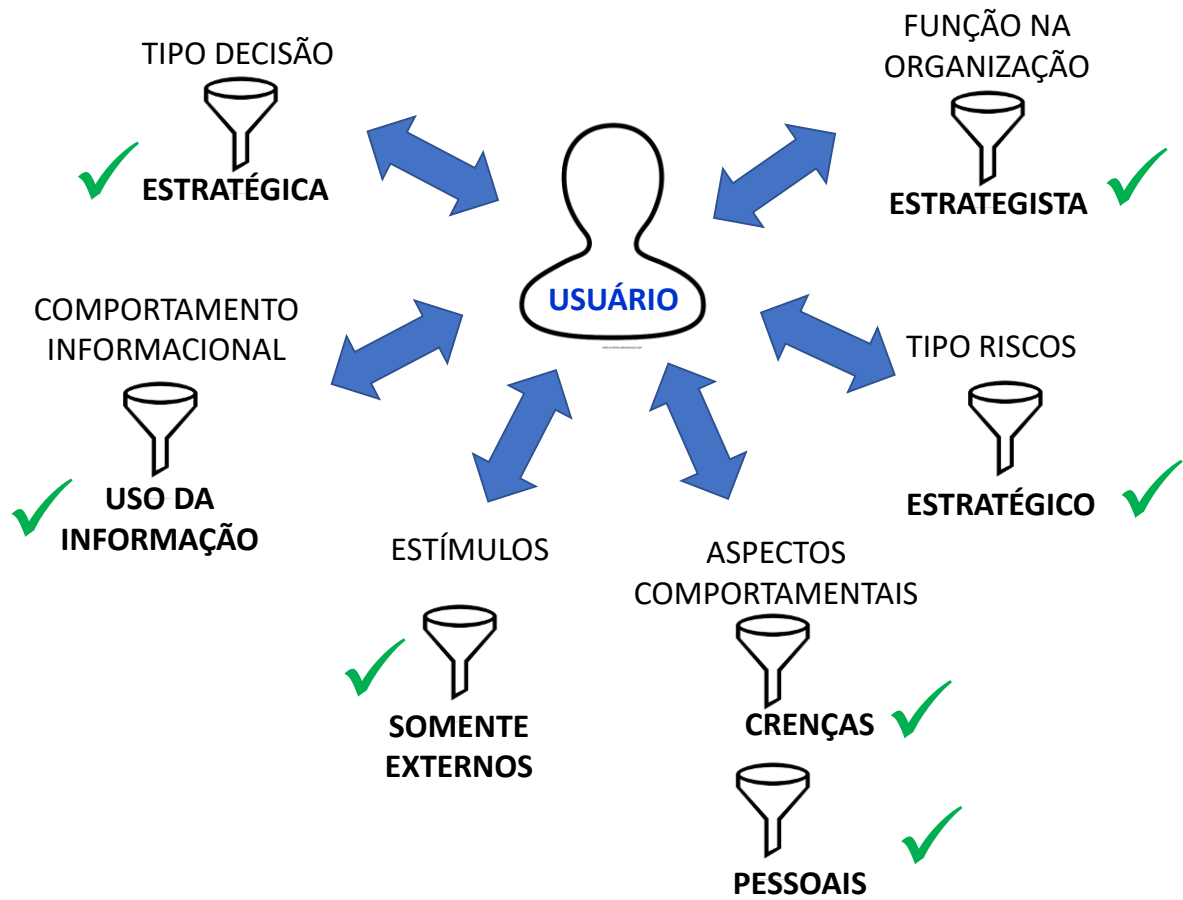 TIPO DECISÃO
ESTRATÉGICA
FUNÇÃO NA
ORGANIZAÇÃO
ESTRATEGISTA
USUÁRIO
COMPORTAMENTO
INFORMACIONAL
USO DA
INFORMAÇÃO
TIPO RISCOS
ESTRATÉGICO
ESTÍMULOS
SOMENTE
EXTERNOS
ASPECTOS
COMPORTAMENTAIS
CRENÇAS
PESSOAIS